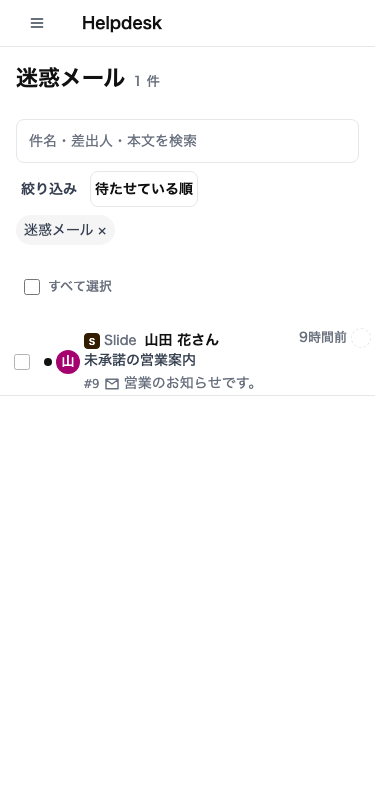 Helpdesk
迷惑メール 1 件
件名・差出人・本文を検索
絞り込み 待たせている順
迷惑メール ×
すべて選択
S Slide 山田 花さん 9時間前
山 未承諾の営業案内
#9 営業のお知らせです。